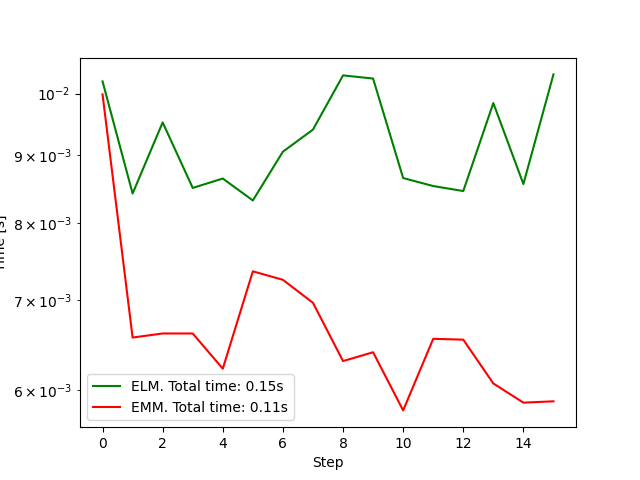 10⁻²
9 × 10⁻³
8 × 10⁻³
7 × 10⁻³
6 × 10⁻³
ELM. Total time: 0.15s
EMM. Total time: 0.11s
0 2 4 6 8 10 12 14
Step